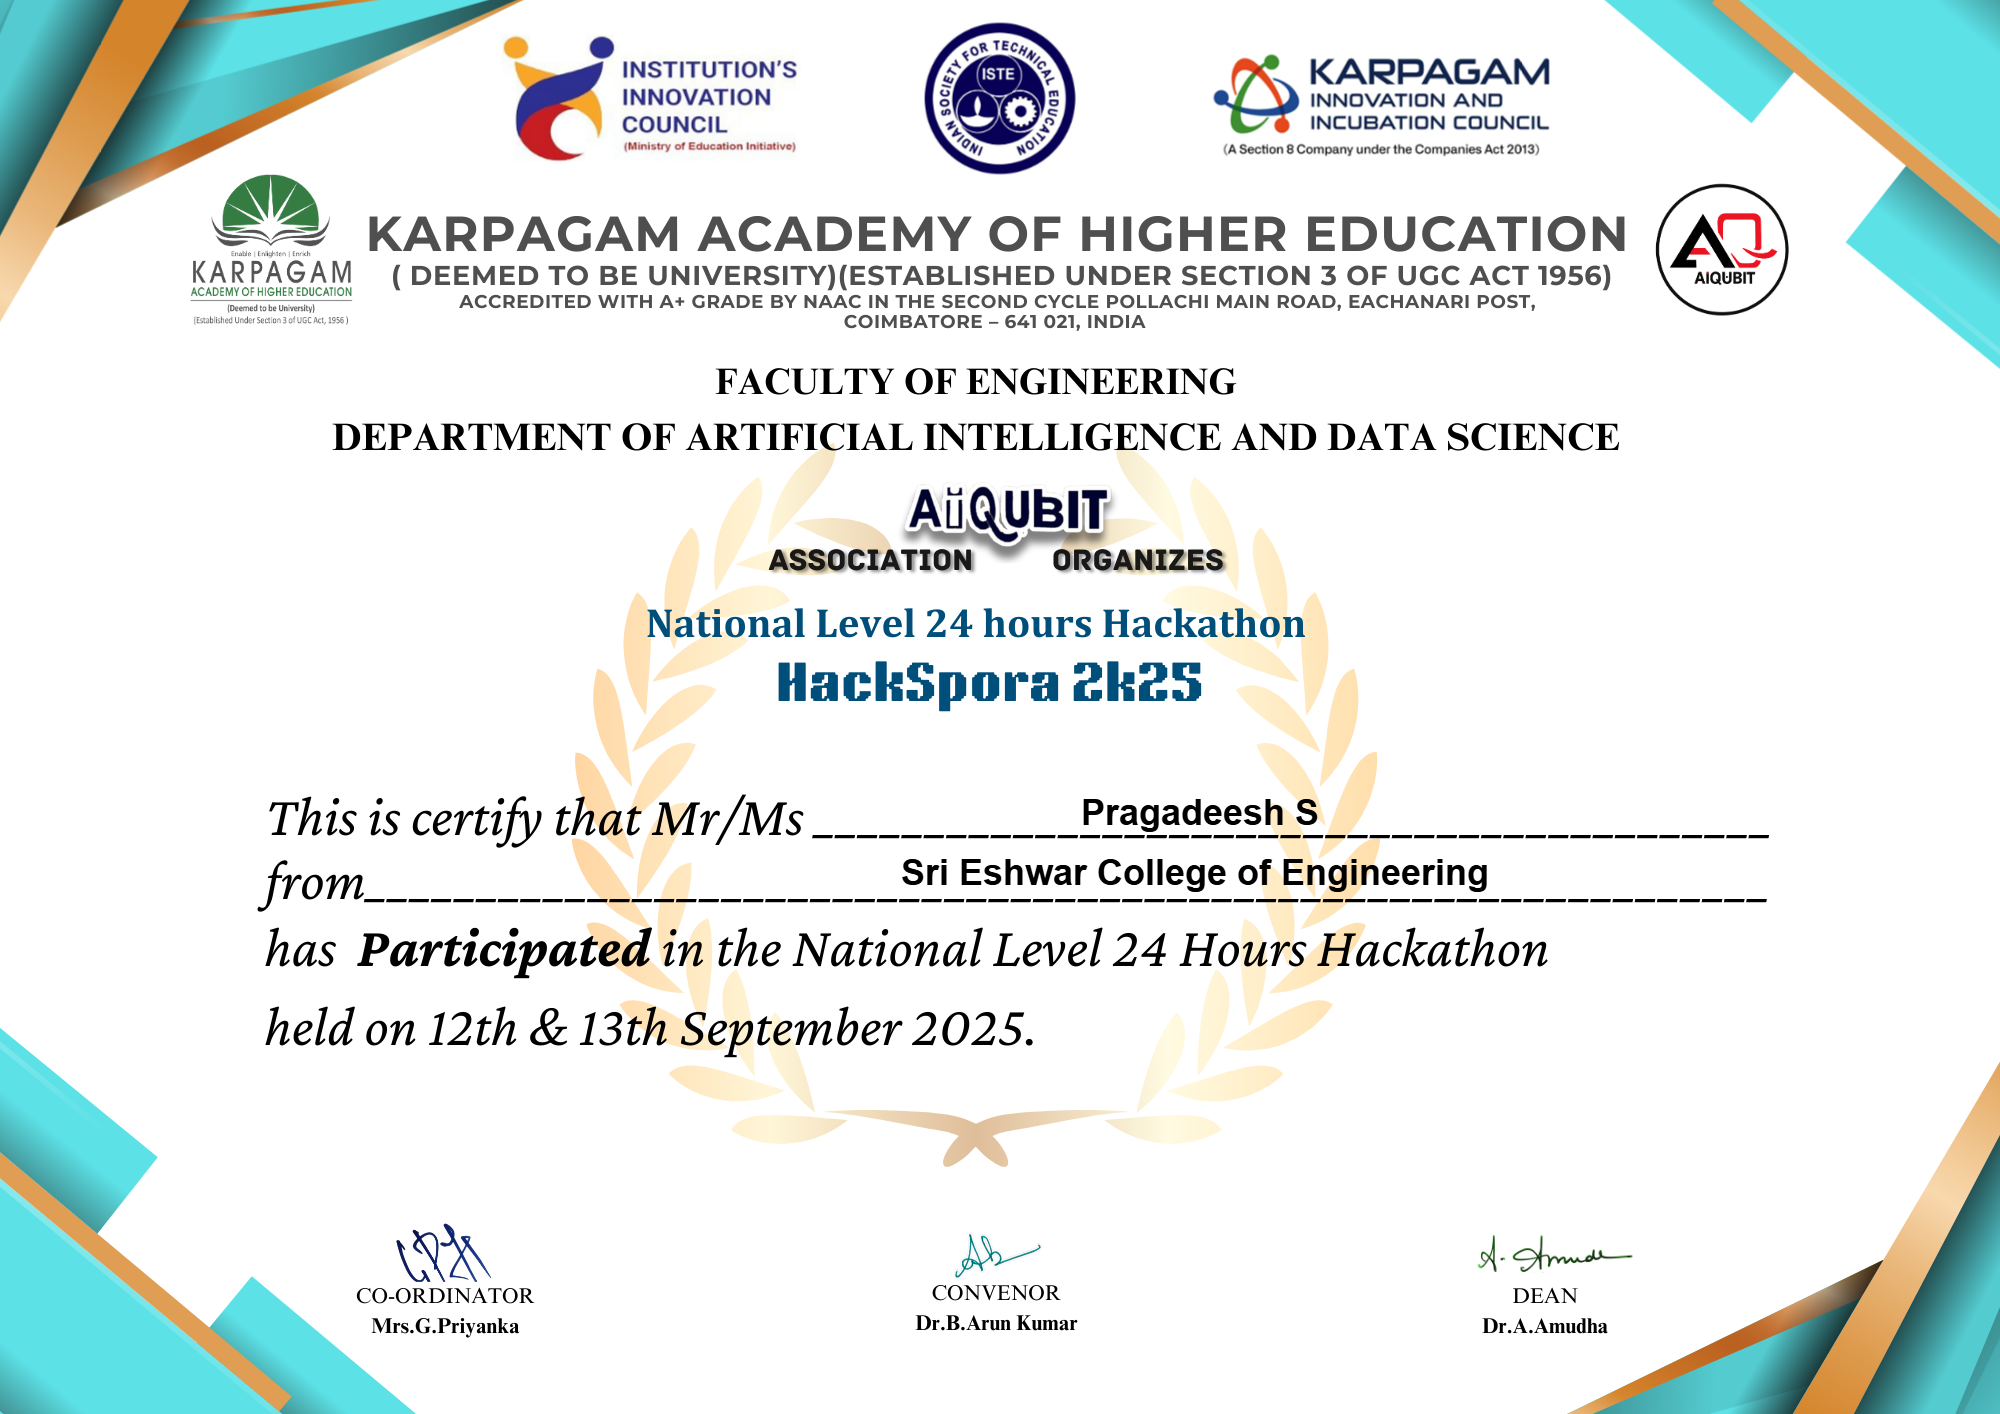 INSTITUTION'S
INNOVATION
COUNCIL
(Ministry of Education Initiative)
INDIAN SOCIETY FOR TECHNICAL EDUCATION
ISTE
KARPAGAM
INNOVATION AND
INCUBATION COUNCIL
(A Section 8 Company under the Companies Act 2013)
Enable | Enlighten | Enrich
KARPAGAM
ACADEMY OF HIGHER EDUCATION
(Deemed to be University)
(Established Under Section 3 of UGC Act, 1956 )
KARPAGAM ACADEMY OF HIGHER EDUCATION
( DEEMED TO BE UNIVERSITY)(ESTABLISHED UNDER SECTION 3 OF UGC ACT 1956)
ACCREDITED WITH A+ GRADE BY NAAC IN THE SECOND CYCLE POLLACHI MAIN ROAD, EACHANARI POST,
COIMBATORE – 641 021, INDIA
AQ
AIQUBIT
FACULTY OF ENGINEERING
DEPARTMENT OF ARTIFICIAL INTELLIGENCE AND DATA SCIENCE
AiQUbIT
ASSOCIATION ORGANIZES
National Level 24 hours Hackathon
HackSpora 2k25
This is certify that Mr/Ms Pragadeesh S
from Sri Eshwar College of Engineering
has Participated in the National Level 24 Hours Hackathon
held on 12th & 13th September 2025.
CO-ORDINATOR
Mrs.G.Priyanka
CONVENOR
Dr.B.Arun Kumar
A. Amude
DEAN
Dr.A.Amudha